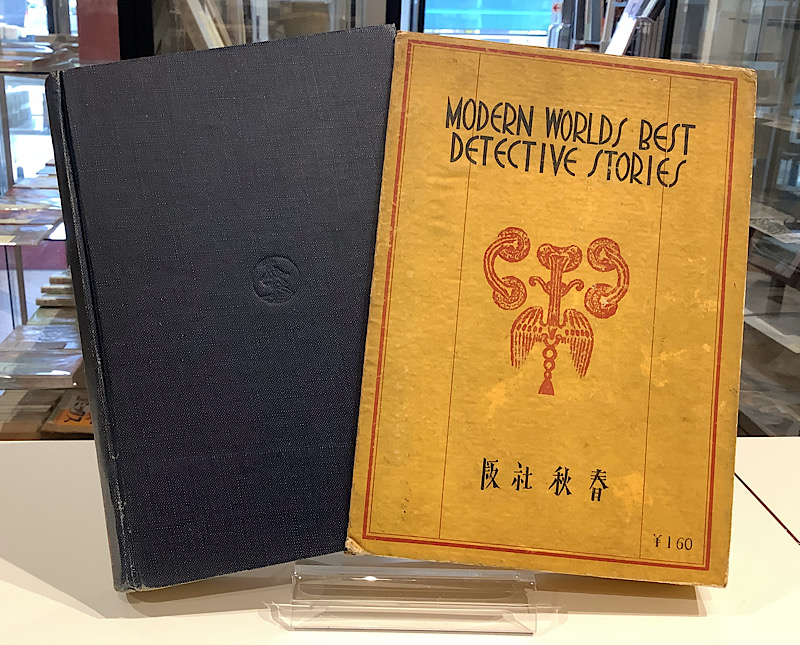 MODERN WORLDS BEST
DETECTIVE STORIES
版社秋春
¥160